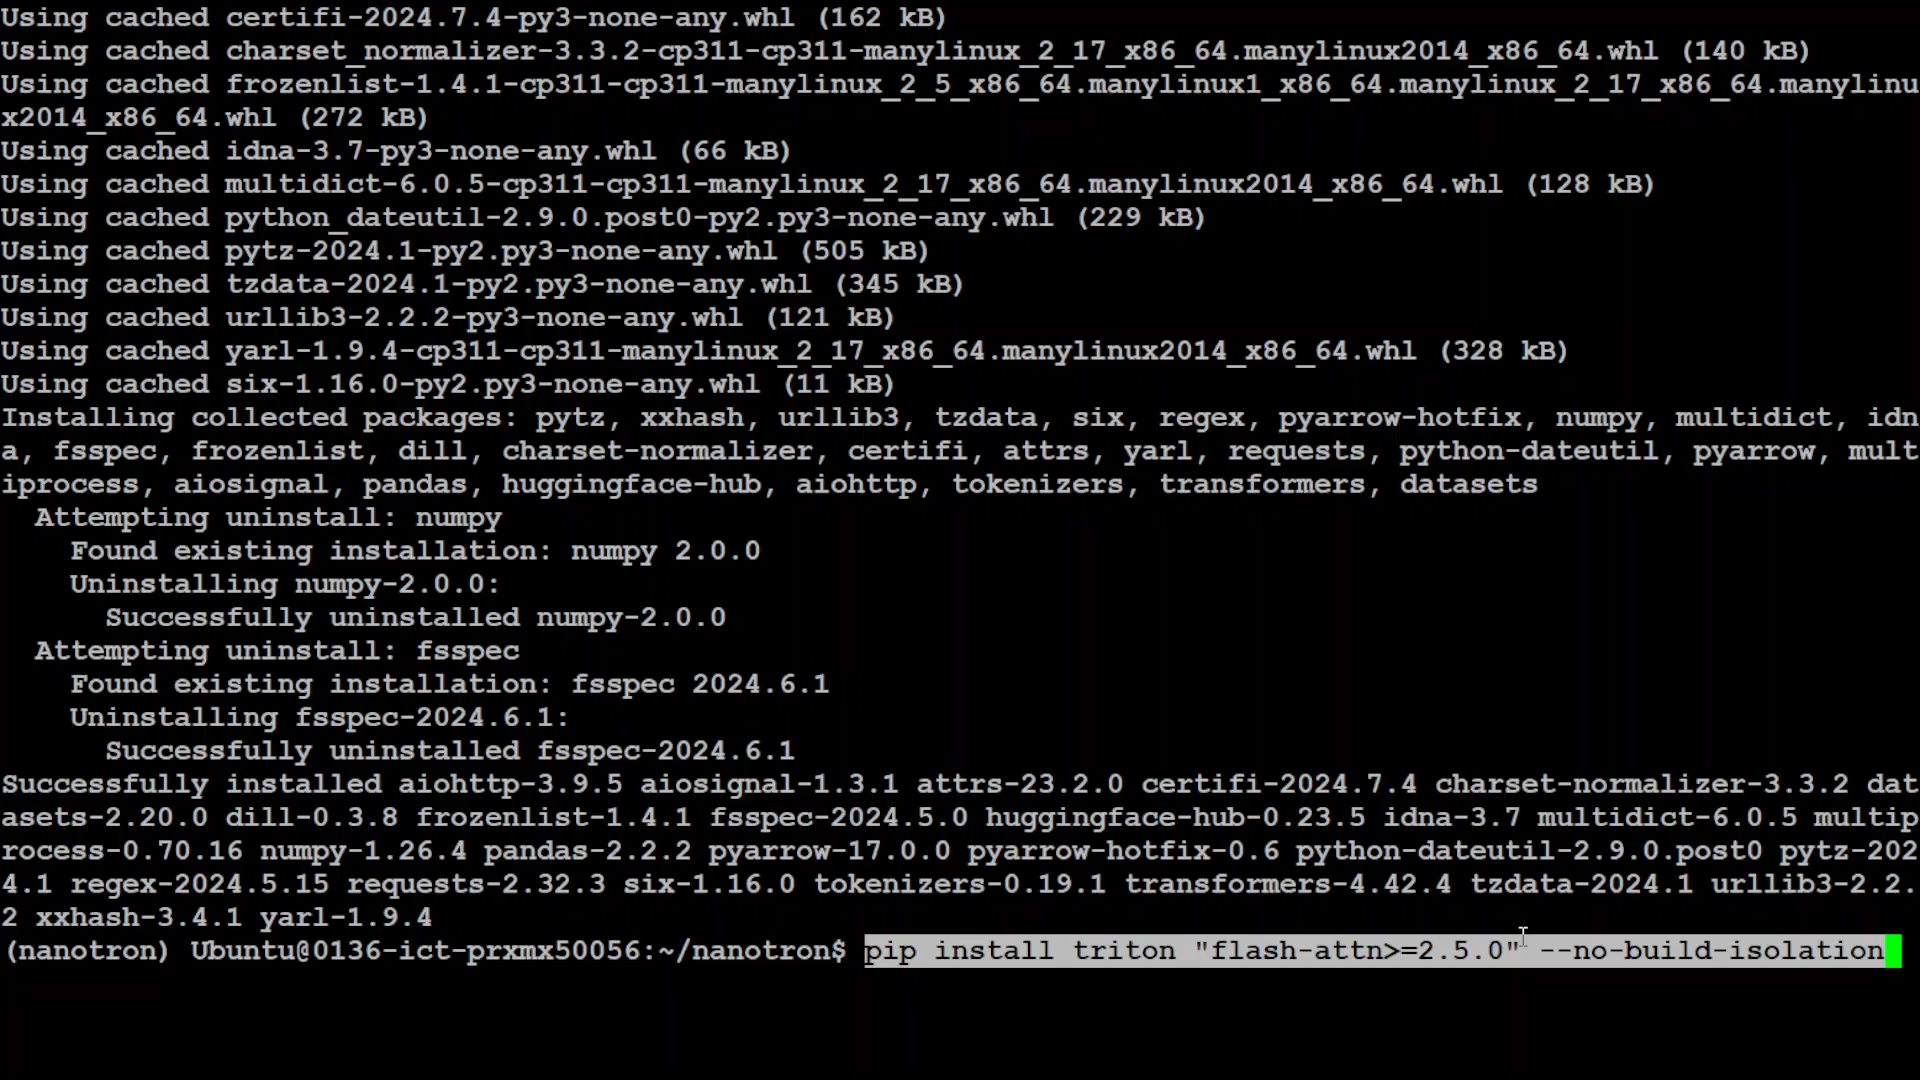 Using cached certifi-2024.7.4-py3-none-any.whl (162 kB)
Using cached charset_normalizer-3.3.2-cp311-cp311-manylinux_2_17_x86_64.manylinux2014_x86_64.whl (140 kB)
Using cached frozenlist-1.4.1-cp311-cp311-manylinux_2_5_x86_64.manylinux1_x86_64.manylinux_2_17_x86_64.manylinu
x2014_x86_64.whl (272 kB)
Using cached idna-3.7-py3-none-any.whl (66 kB)
Using cached multidict-6.0.5-cp311-cp311-manylinux_2_17_x86_64.manylinux2014_x86_64.whl (128 kB)
Using cached python_dateutil-2.9.0.post0-py2.py3-none-any.whl (229 kB)
Using cached pytz-2024.1-py2.py3-none-any.whl (505 kB)
Using cached tzdata-2024.1-py2.py3-none-any.whl (345 kB)
Using cached urllib3-2.2.2-py3-none-any.whl (121 kB)
Using cached yarl-1.9.4-cp311-cp311-manylinux_2_17_x86_64.manylinux2014_x86_64.whl (328 kB)
Using cached six-1.16.0-py2.py3-none-any.whl (11 kB)
Installing collected packages: pytz, xxhash, urllib3, tzdata, six, regex, pyarrow-hotfix, numpy, multidict, idn
a, fsspec, frozenlist, dill, charset-normalizer, certifi, attrs, yarl, requests, python-dateutil, pyarrow, mult
iprocess, aiosignal, pandas, huggingface-hub, aiohttp, tokenizers, transformers, datasets
  Attempting uninstall: numpy
    Found existing installation: numpy 2.0.0
    Uninstalling numpy-2.0.0:
      Successfully uninstalled numpy-2.0.0
  Attempting uninstall: fsspec
    Found existing installation: fsspec 2024.6.1
    Uninstalling fsspec-2024.6.1:
      Successfully uninstalled fsspec-2024.6.1
Successfully installed aiohttp-3.9.5 aiosignal-1.3.1 attrs-23.2.0 certifi-2024.7.4 charset-normalizer-3.3.2 dat
asets-2.20.0 dill-0.3.8 frozenlist-1.4.1 fsspec-2024.5.0 huggingface-hub-0.23.5 idna-3.7 multidict-6.0.5 multip
rocess-0.70.16 numpy-1.26.4 pandas-2.2.2 pyarrow-17.0.0 pyarrow-hotfix-0.6 python-dateutil-2.9.0.post0 pytz-202
4.1 regex-2024.5.15 requests-2.32.3 six-1.16.0 tokenizers-0.19.1 transformers-4.42.4 tzdata-2024.1 urllib3-2.2.
2 xxhash-3.4.1 yarl-1.9.4
(nanotron) Ubuntu@0136-ict-prxmx50056:~/nanotron$ pip install triton "flash-attn>=2.5.0" --no-build-isolation